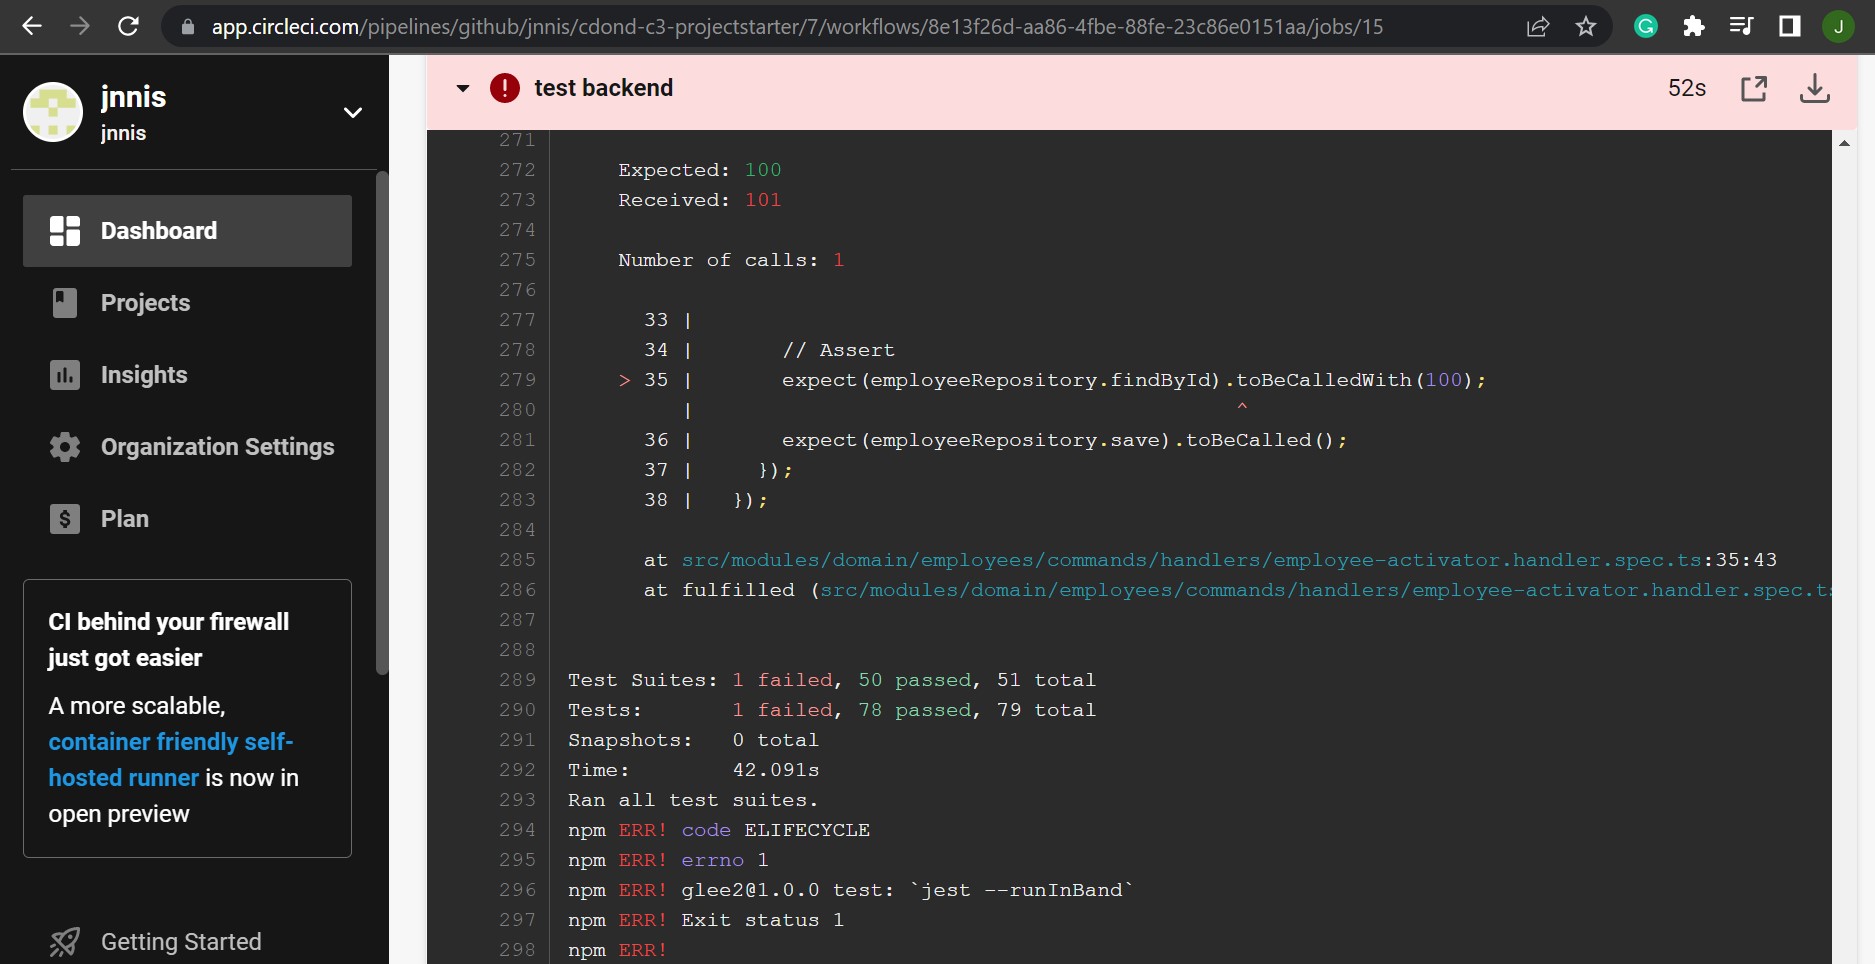 app.circleci.com/pipelines/github/jnnis/cdond-c3-projectstarter/7/workflows/8e13f26d-aa86-4fbe-88fe-23c86e0151aa/jobs/15
G
J
jnnis
jnnis
Dashboard
Projects
Insights
Organization Settings
$ Plan
CI behind your firewall
just got easier
A more scalable,
container friendly self-
hosted runner is now in
open preview
Getting Started
! test backend
52s
271
272 Expected: 100
273 Received: 101
274
275 Number of calls: 1
276
277 33 |
278 34 | // Assert
279 > 35 | expect(employeeRepository.findById).toBeCalledWith(100);
280 | ^
281 36 | expect(employeeRepository.save).toBeCalled();
282 37 | });
283 38 | });
284
285 at src/modules/domain/employees/commands/handlers/employee-activator.handler.spec.ts:35:43
286 at fulfilled (src/modules/domain/employees/commands/handlers/employee-activator.handler.spec.ts
287
288
289 Test Suites: 1 failed, 50 passed, 51 total
290 Tests: 1 failed, 78 passed, 79 total
291 Snapshots: 0 total
292 Time: 42.091s
293 Ran all test suites.
294 npm ERR! code ELIFECYCLE
295 npm ERR! errno 1
296 npm ERR! glee2@1.0.0 test: `jest --runInBand`
297 npm ERR! Exit status 1
298 npm ERR!